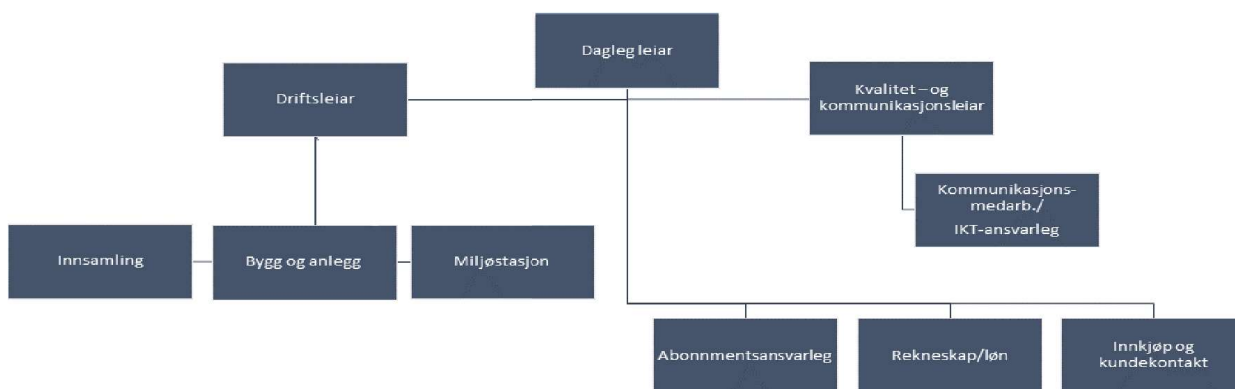 Dagleg leiar
Driftsleiar
Kvalitet – og
kommunikasjonsleiar
Kommunikasjons-
medarb./
IKT-ansvarleg
Innsamling
Bygg og anlegg
Miljøstasjon
Abonnmentsansvarleg
Rekneskap/løn
Innkjøp og
kundekontakt